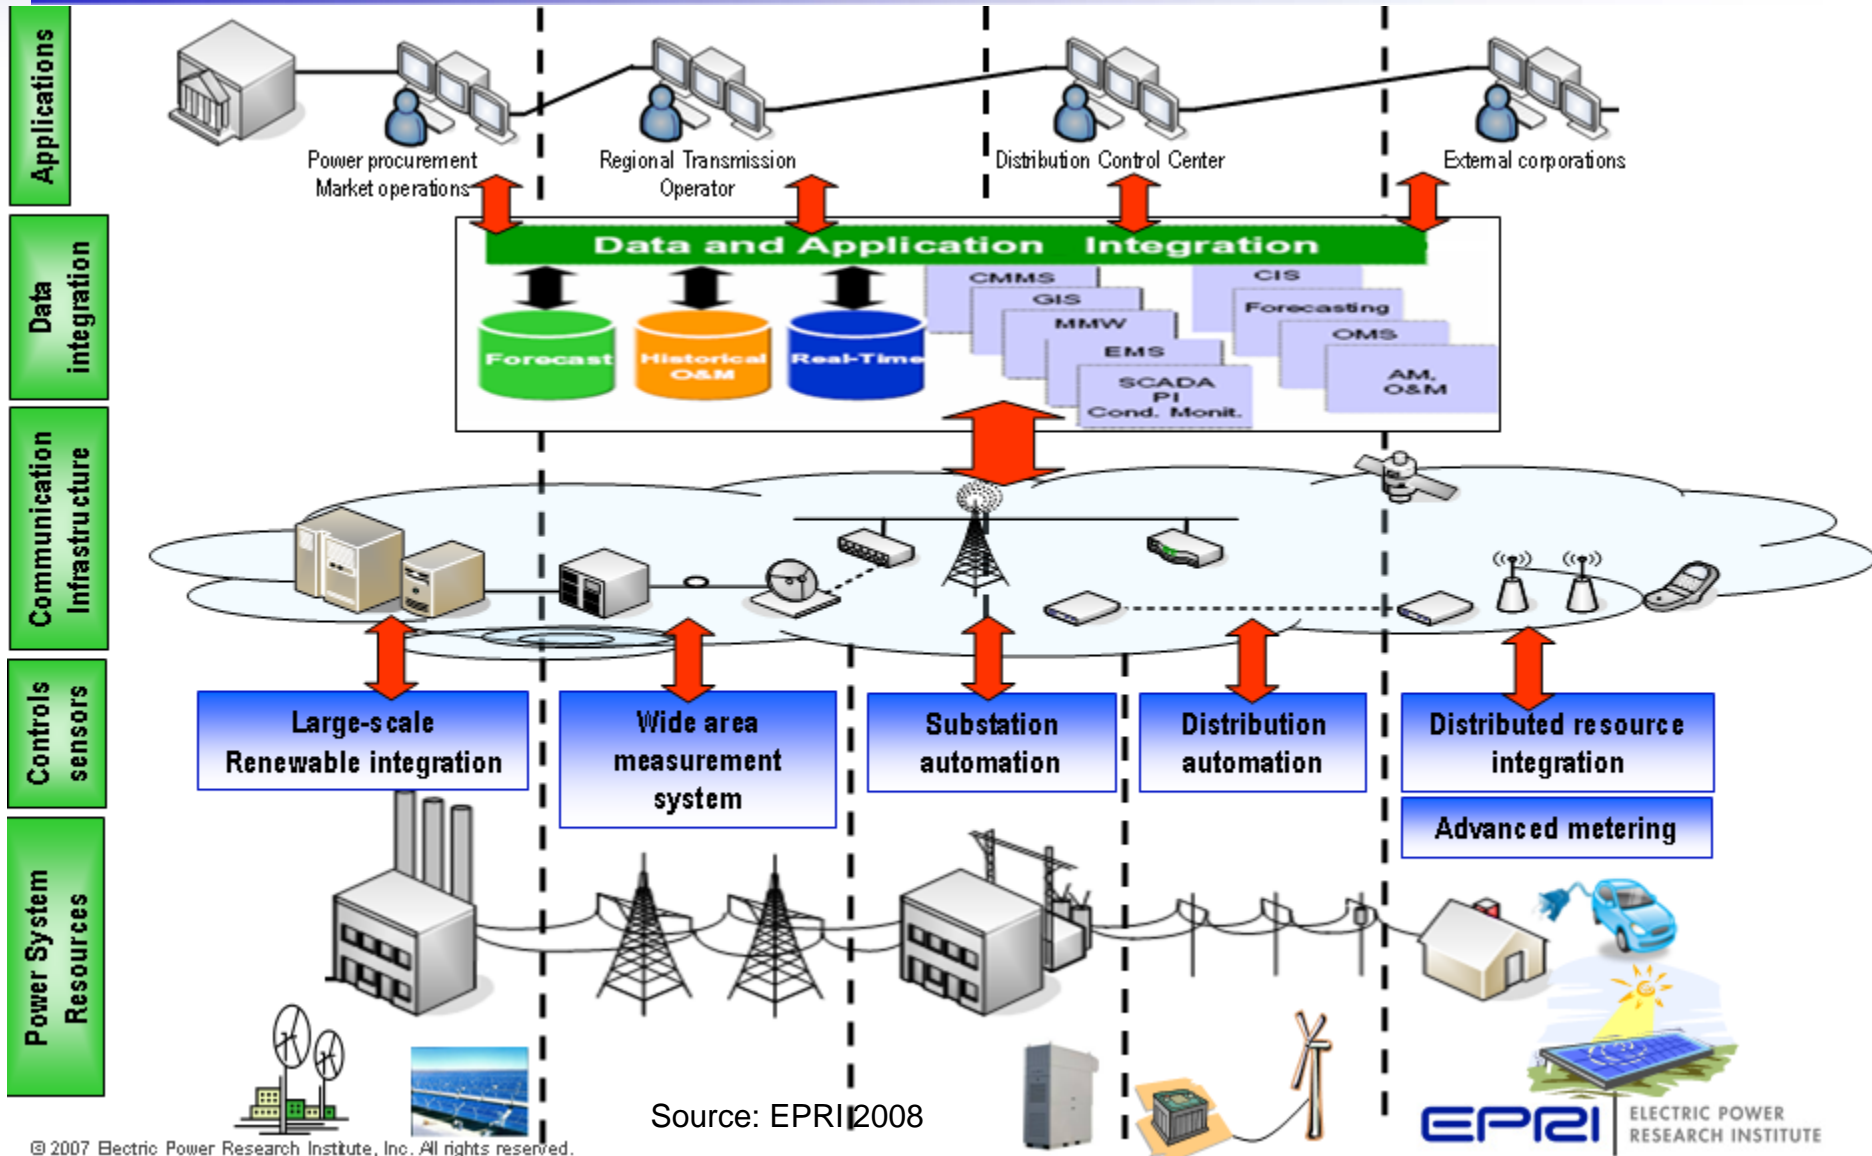 Applications
Power procurement
Market operations
Regional Transmission
Operator
Distribution Control Center
External corporations
Data
integration
Data and Application Integration
Forecast
Historical
O&M
Real-Time
CMMS
GIS
MMW
EMS
SCADA
PI
Cond. Monit.
CIS
Forecasting
OMS
AM,
O&M
Communication
Infrastructure
Controls
sensors
Large-scale
Renewable integration
Wide area
measurement
system
Substation
automation
Distribution
automation
Distributed resource
integration
Advanced metering
Power System
Resources
Source: EPRI 2008
EPRI
ELECTRIC POWER
RESEARCH INSTITUTE
© 2007 Electric Power Research Institute, Inc. All rights reserved.